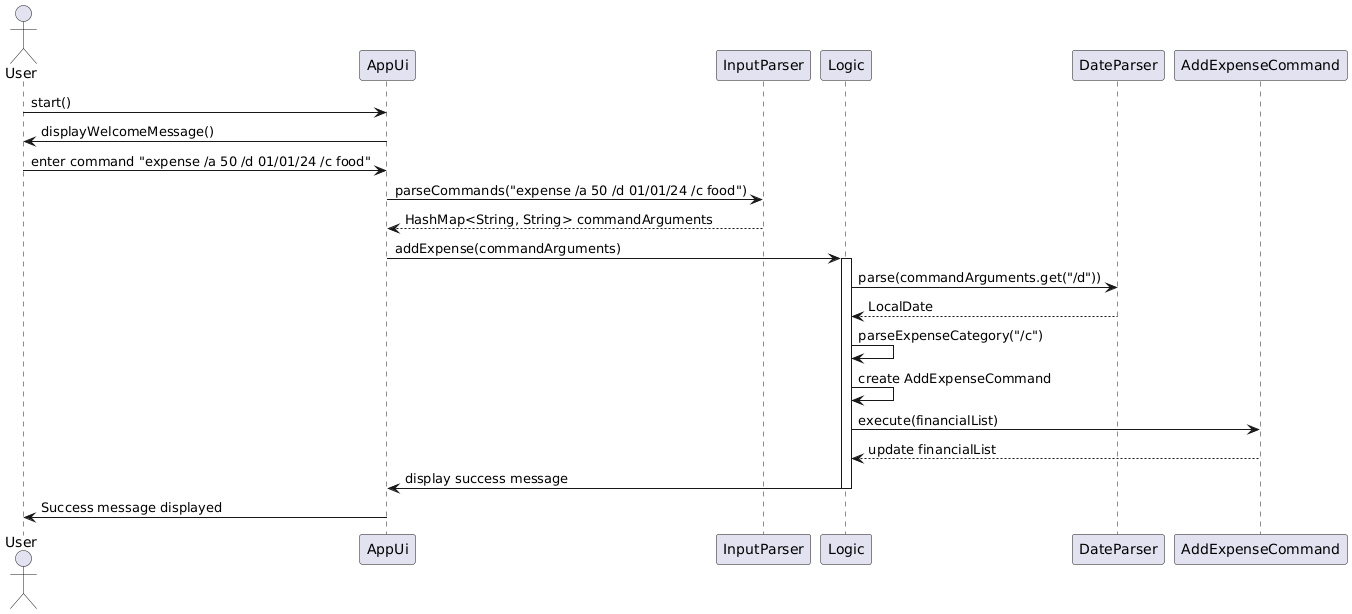 User
AppUi
InputParser
Logic
DateParser
AddExpenseCommand
start()
displayWelcomeMessage()
enter command "expense /a 50 /d 01/01/24 /c food"
parseCommands("expense /a 50 /d 01/01/24 /c food")
HashMap<String, String> commandArguments
addExpense(commandArguments)
parse(commandArguments.get("/d"))
LocalDate
parseExpenseCategory("/c")
create AddExpenseCommand
execute(financialList)
update financialList
display success message
Success message displayed
User
AppUi
InputParser
Logic
DateParser
AddExpenseCommand